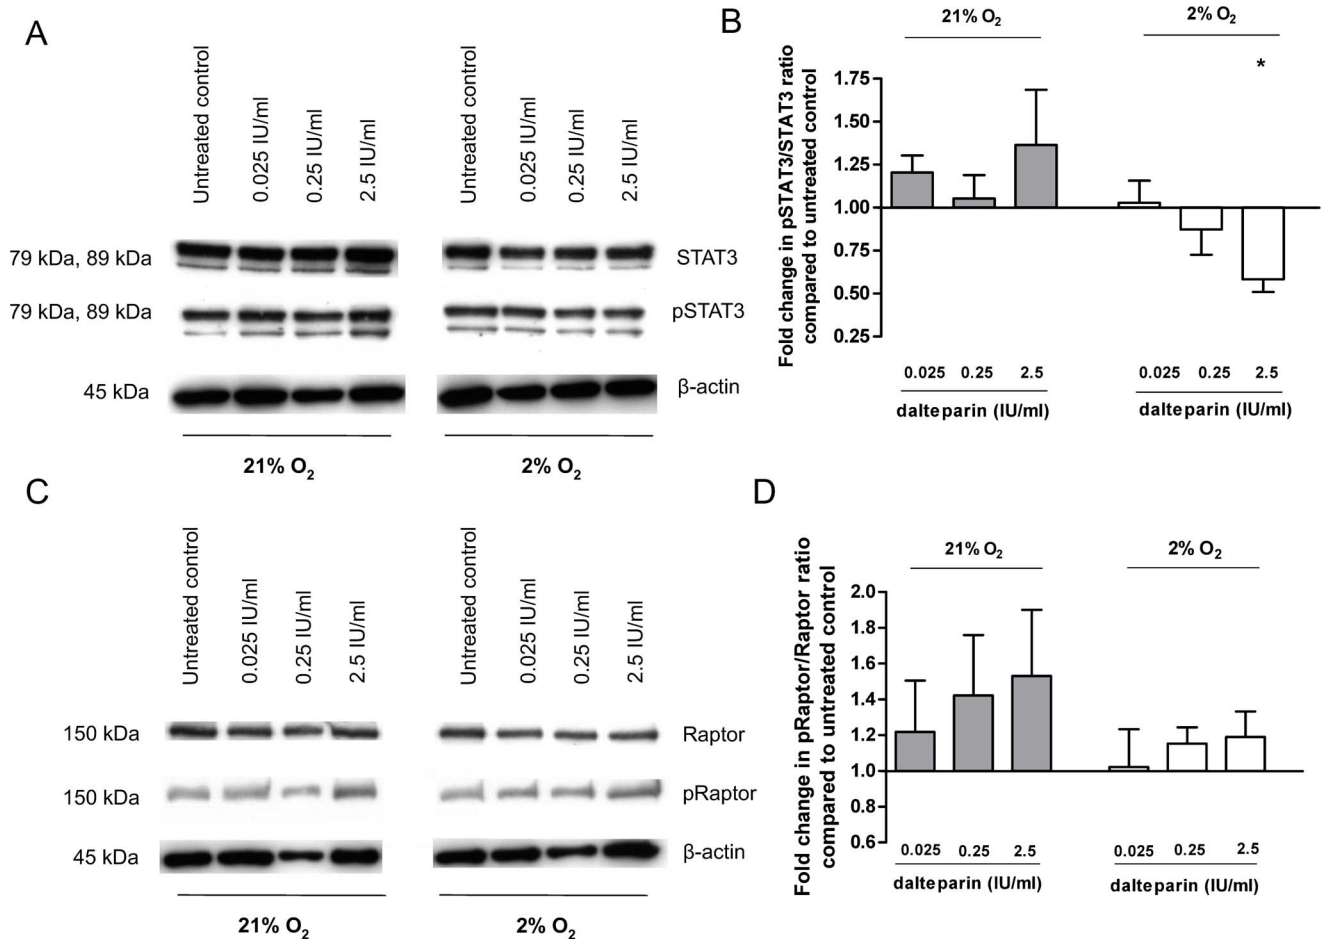 A
Untreated control
0.025 IU/ml
0.25 IU/ml
2.5 IU/ml
Untreated control
0.025 IU/ml
0.25 IU/ml
2.5 IU/ml
79 kDa, 89 kDa
STAT3
79 kDa, 89 kDa
pSTAT3
45 kDa
β-actin
21% O2
2% O2
B
21% O2
2% O2
*
Fold change in pSTAT3/STAT3 ratio
compared to untreated control
1.75
1.50
1.25
1.00
0.75
0.50
0.25
0.025 0.25 2.5
0.025 0.25 2.5
dalteparin (IU/ml)
dalteparin (IU/ml)
C
Untreated control
0.025 IU/ml
0.25 IU/ml
2.5 IU/ml
Untreated control
0.025 IU/ml
0.25 IU/ml
2.5 IU/ml
150 kDa
Raptor
150 kDa
pRaptor
45 kDa
β-actin
21% O2
2% O2
D
21% O2
2% O2
Fold change in pRaptor/Raptor ratio
compared to untreated control
2.0
1.8
1.6
1.4
1.2
1.0
0.8
0.6
0.025 0.25 2.5
0.025 0.25 2.5
dalteparin (IU/ml)
dalteparin (IU/ml)